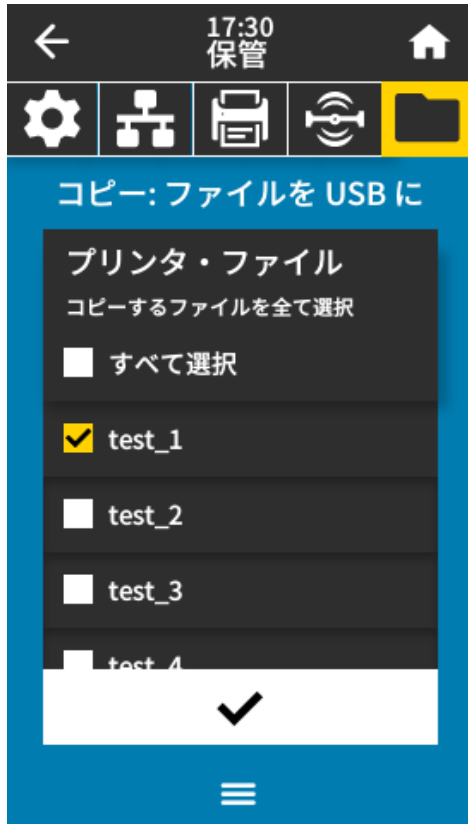 17:30
保管
コピー: ファイルを USB に
プリンタ・ファイル
コピーするファイルを全て選択
すべて選択
test_1
test_2
test_3
test_4